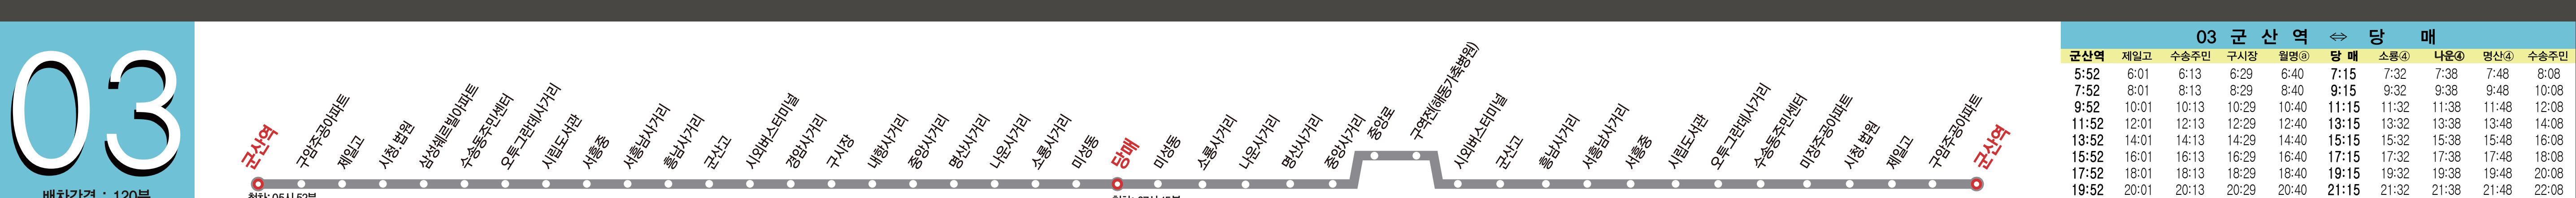 03
배차간격 : 120분
군산역
구암주공아파트
제일고
시청.법원
삼성쉐르빌아파트
수송동주민센터
오투그란데사거리
시립도서관
서흥중
서흥남사거리
흥남사거리
군산고
시외버스터미널
경암사거리
구시장
내항사거리
중앙사거리
명산사거리
나운사거리
소룡사거리
미성동
당매
미성동
소룡사거리
나운사거리
명산사거리
중앙사거리
중앙로
구역전(해동가축병원)
시외버스터미널
군산고
흥남사거리
서흥남사거리
서흥중
시립도서관
오투그란데사거리
수송동주민센터
미장주공아파트
시청.법원
제일고
구암주공아파트
군산역
첫차: 05시 52분
03 군 산 역 ⇔ 당 매
군산역 제일고 수송주민 구시장 월명ⓐ 당 매 소룡④ 나운④ 명산④ 수송주민
5:52 6:01 6:13 6:29 6:40 7:15 7:32 7:38 7:48 8:08
7:52 8:01 8:13 8:29 8:40 9:15 9:32 9:38 9:48 10:08
9:52 10:01 10:13 10:29 10:40 11:15 11:32 11:38 11:48 12:08
11:52 12:01 12:13 12:29 12:40 13:15 13:32 13:38 13:48 14:08
13:52 14:01 14:13 14:29 14:40 15:15 15:32 15:38 15:48 16:08
15:52 16:01 16:13 16:29 16:40 17:15 17:32 17:38 17:48 18:08
17:52 18:01 18:13 18:29 18:40 19:15 19:32 19:38 19:48 20:08
19:52 20:01 20:13 20:29 20:40 21:15 21:32 21:38 21:48 22:08